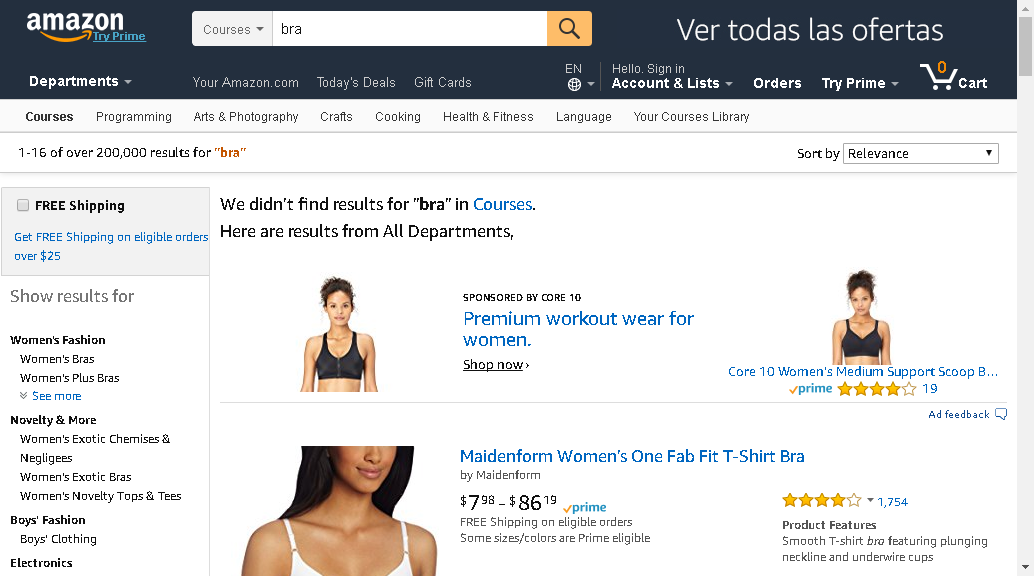 amazon
Try Prime
Courses
bra
Ver todas las ofertas
Departments
Your Amazon.com
Today's Deals
Gift Cards
EN
Hello. Sign in
Account & Lists
Orders
Try Prime
0
Cart
Courses
Programming
Arts & Photography
Crafts
Cooking
Health & Fitness
Language
Your Courses Library
1-16 of over 200,000 results for "bra"
Sort by
Relevance
FREE Shipping
Get FREE Shipping on eligible orders
over $25
Show results for
Women's Fashion
Women's Bras
Women's Plus Bras
See more
Novelty & More
Women's Exotic Chemises &
Negligees
Women's Exotic Bras
Women's Novelty Tops & Tees
Boys' Fashion
Boys' Clothing
Electronics
We didn't find results for "bra" in Courses.
Here are results from All Departments,
SPONSORED BY CORE 10
Premium workout wear for
women.
Shop now ›
Core 10 Women's Medium Support Scoop B...
prime
19
Ad feedback
Maidenform Women's One Fab Fit T-Shirt Bra
by Maidenform
$7 98 - $86 19 prime
FREE Shipping on eligible orders
Some sizes/colors are Prime eligible
1,754
Product Features
Smooth T-shirt bra featuring plunging
neckline and underwire cups